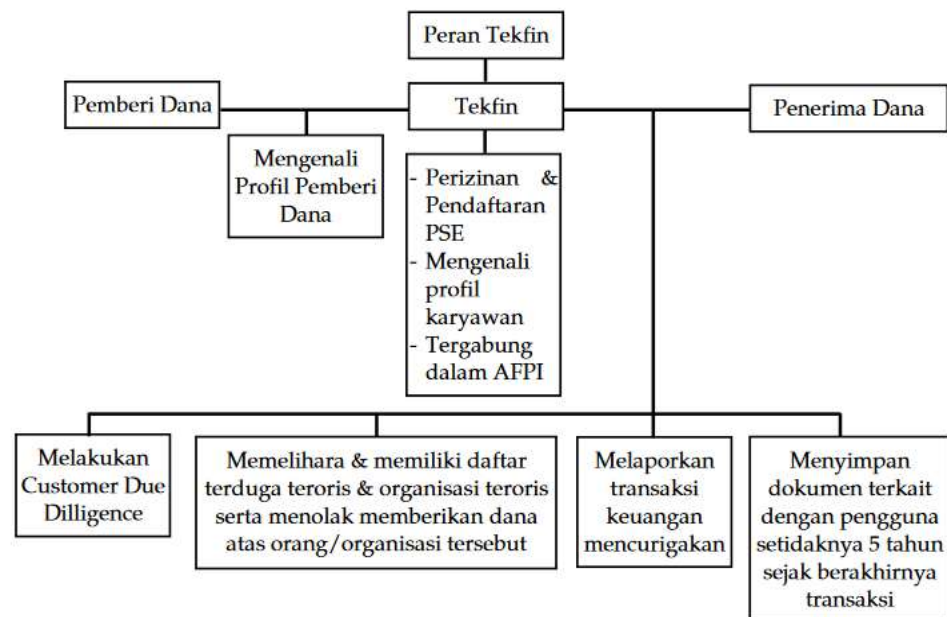 Peran Tekfin
Pemberi Dana
Tekfin
Penerima Dana
Mengenali
Profil Pemberi
Dana
- Perizinan &
Pendaftaran
PSE
- Mengenali
profil
karyawan
- Tergabung
dalam AFPI
Melakukan
Customer Due
Dilligence
Memelihara & memiliki daftar
terduga teroris & organisasi teroris
serta menolak memberikan dana
atas orang/organisasi tersebut
Melaporkan
transaksi
keuangan
mencurigakan
Menyimpan
dokumen terkait
dengan pengguna
setidaknya 5 tahun
sejak berakhirnya
transaksi